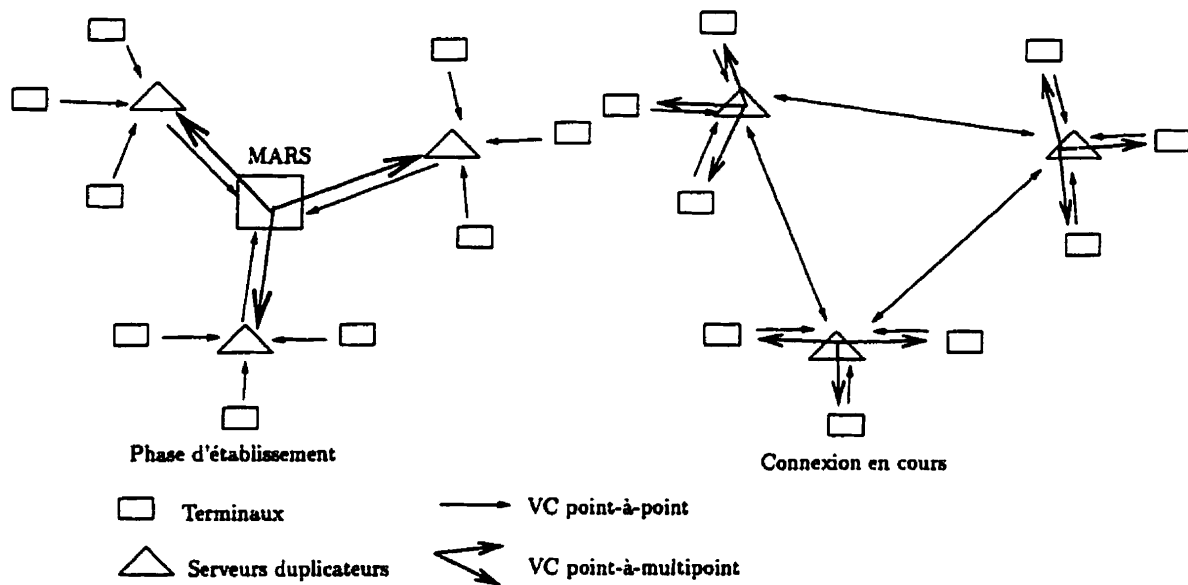 MARS
Phase d'établissement
Connexion en cours
Terminaux
VC point-à-point
Serveurs duplicateurs
VC point-à-multipoint